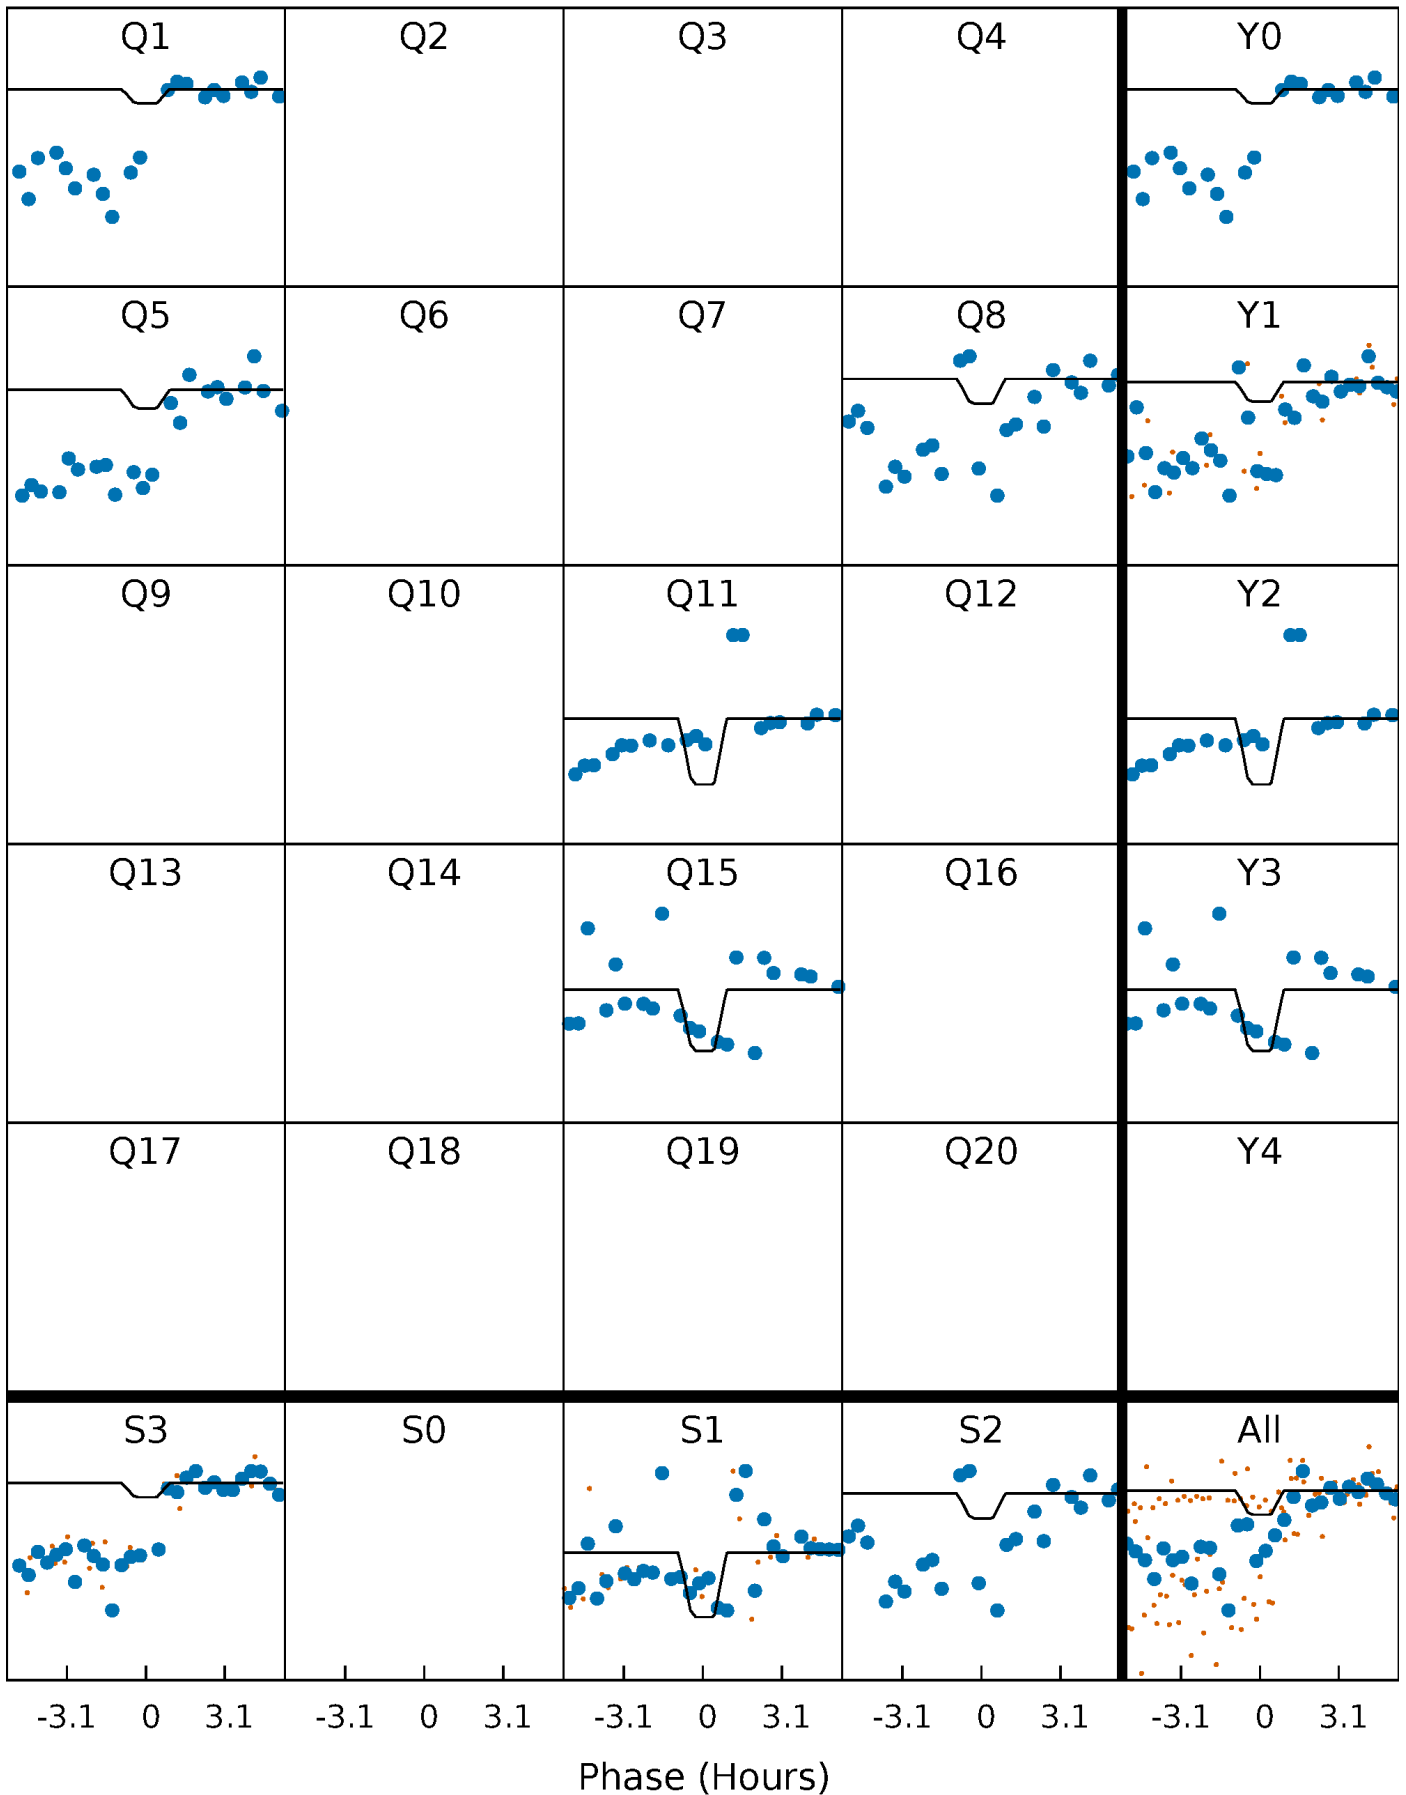 Q1 Q2 Q3 Q4 Y0
Q5 Q6 Q7 Q8 Y1
Q9 Q10 Q11 Q12 Y2
Q13 Q14 Q15 Q16 Y3
Q17 Q18 Q19 Q20 Y4
S3 S0 S1 S2 All
-3.1 0 3.1 -3.1 0 3.1 -3.1 0 3.1 -3.1 0 3.1 -3.1 0 3.1
Phase (Hours)